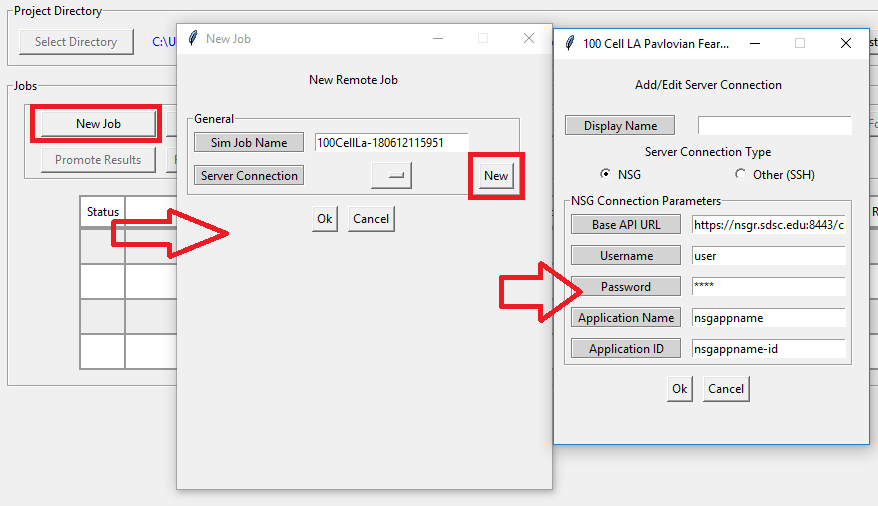 Project Directory
Select Directory
C:\U
Jobs
New Job
Promote Results
Status
New Job
New Remote Job
General
Sim Job Name
100CellLa-180612115951
Server Connection
New
Ok
Cancel
100 Cell LA Pavlovian Fear...
Add/Edit Server Connection
Display Name
Server Connection Type
NSG
Other (SSH)
NSG Connection Parameters
Base API URL
https://nsgr.sdsc.edu:8443/c
Username
user
Password
****
Application Name
nsgappname
Application ID
nsgappname-id
Ok
Cancel